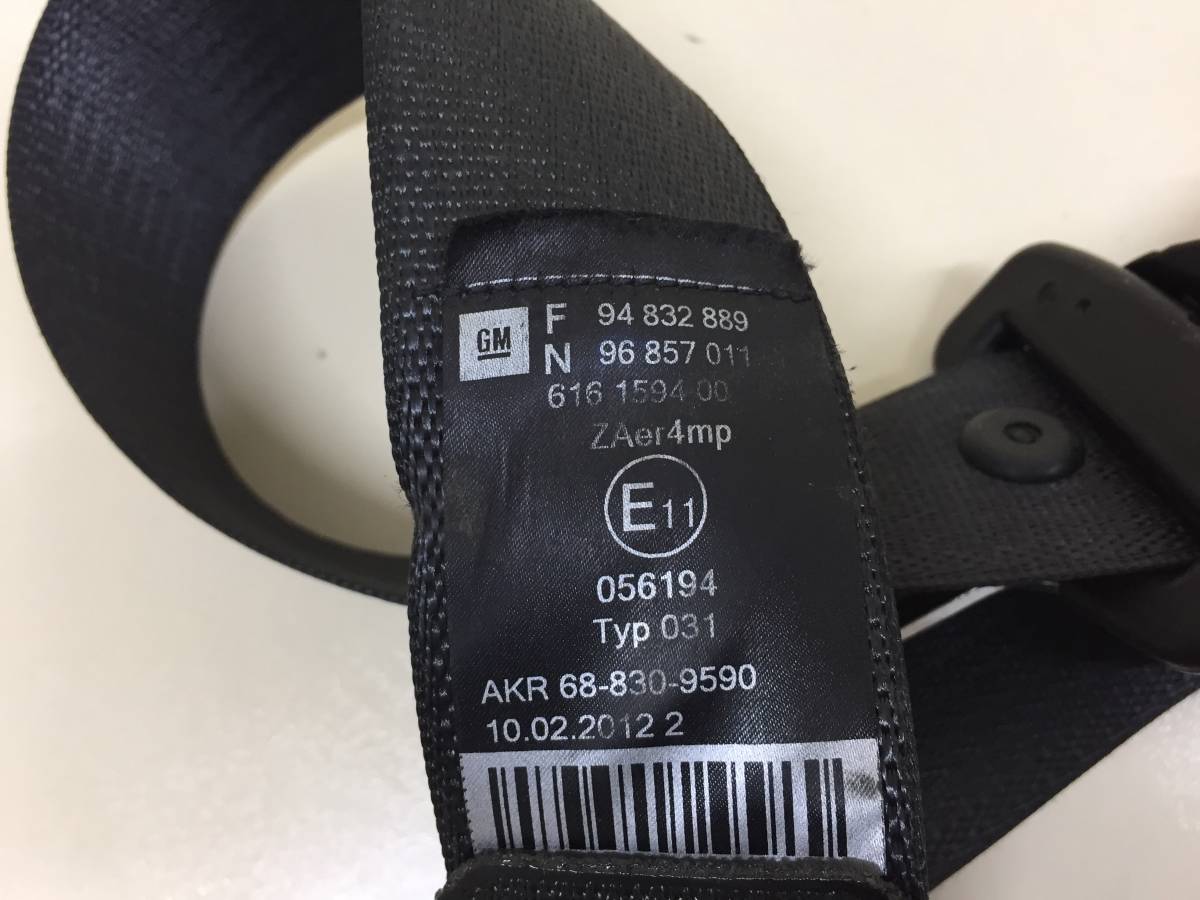 GM F 94 832 889
N 96 857 011
616 1594 00
ZAer4mp
E11
056194
Typ 031
AKR 68-830-9590
10.02.2012 2